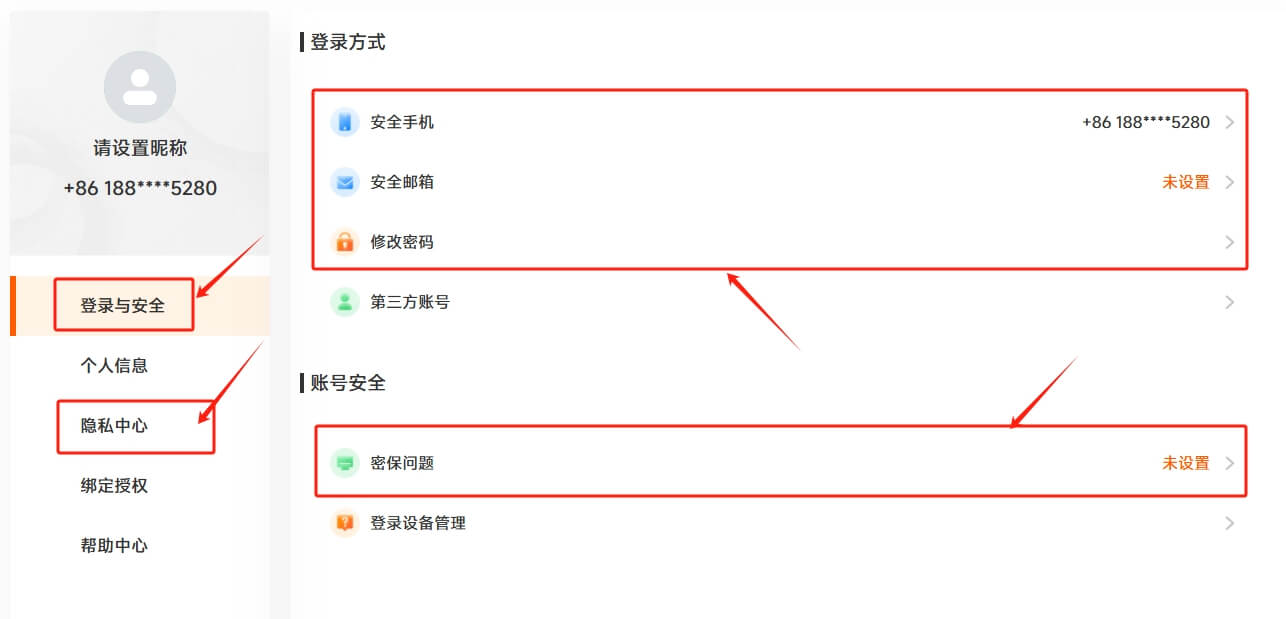 请设置昵称
+86 188****5280
登录与安全
个人信息
隐私中心
绑定授权
帮助中心
登录方式
安全手机 +86 188****5280
安全邮箱 未设置
修改密码
第三方账号
账号安全
密保问题 未设置
登录设备管理